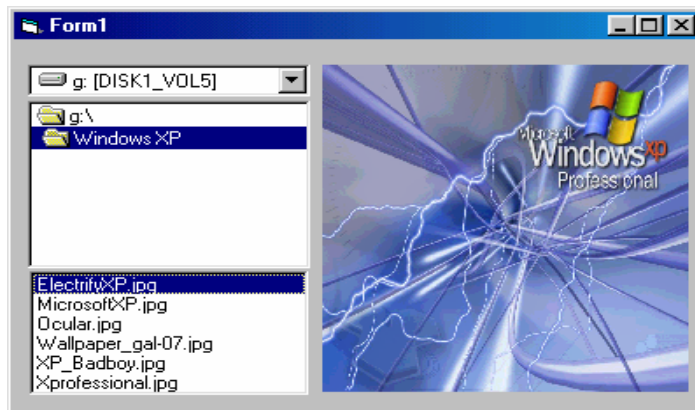 Form1
g: [DISK1_VOL5]
g:\
Windows XP
ElectrifyXP.jpg
MicrosoftXP.jpg
Ocular.jpg
Wallpaper_gal-07.jpg
XP_Badboy.jpg
Xprofessional.jpg
Microsoft
Windows xp
Professional